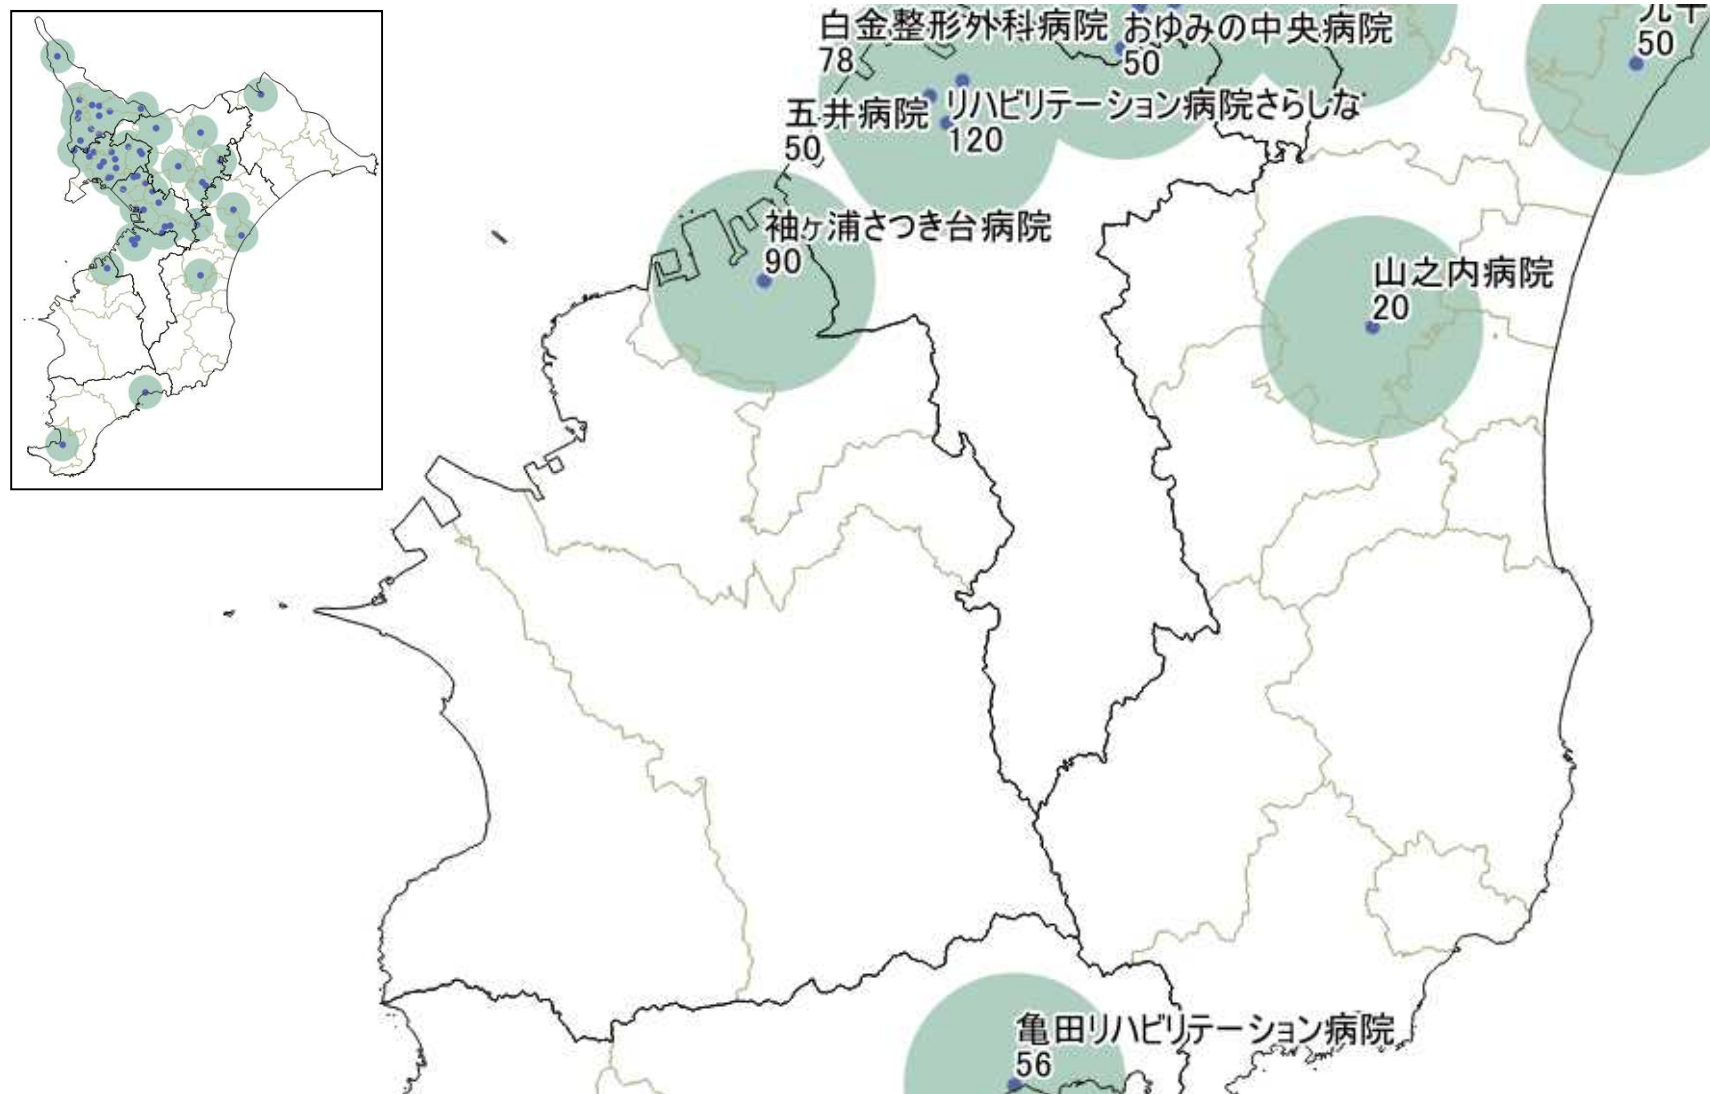 白金整形外科病院
78
おゆみの中央病院
50
50
五井病院
50
リハビリテーション病院さらしな
120
袖ヶ浦さつき台病院
90
山之内病院
20
亀田リハビリテーション病院
56